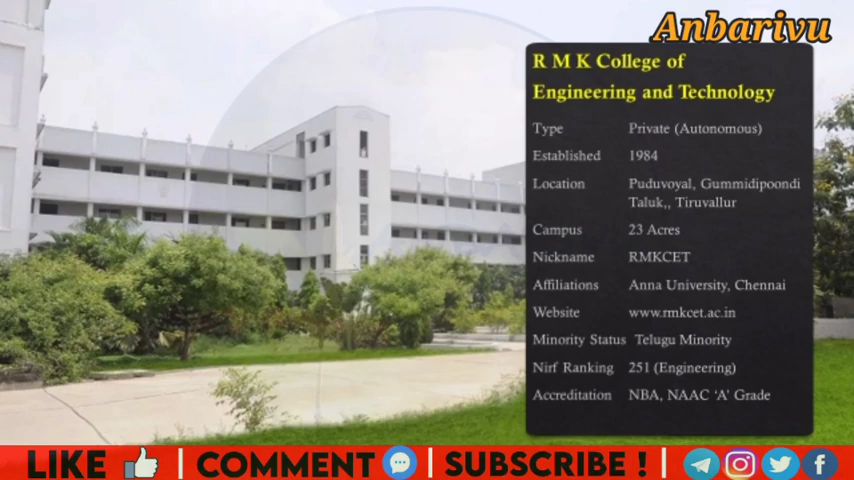 Anbarivu
R M K College of
Engineering and Technology
Type Private (Autonomous)
Established 1984
Location Puduvoyal, Gummidipoondi
Taluk,, Tiruvallur
Campus 23 Acres
Nickname RMKCET
Affiliations Anna University, Chennai
Website www.rmkcet.ac.in
Minority Status Telugu Minority
Nirf Ranking 251 (Engineering)
Accreditation NBA, NAAC ‘A’ Grade
LIKE | COMMENT | SUBSCRIBE ! |